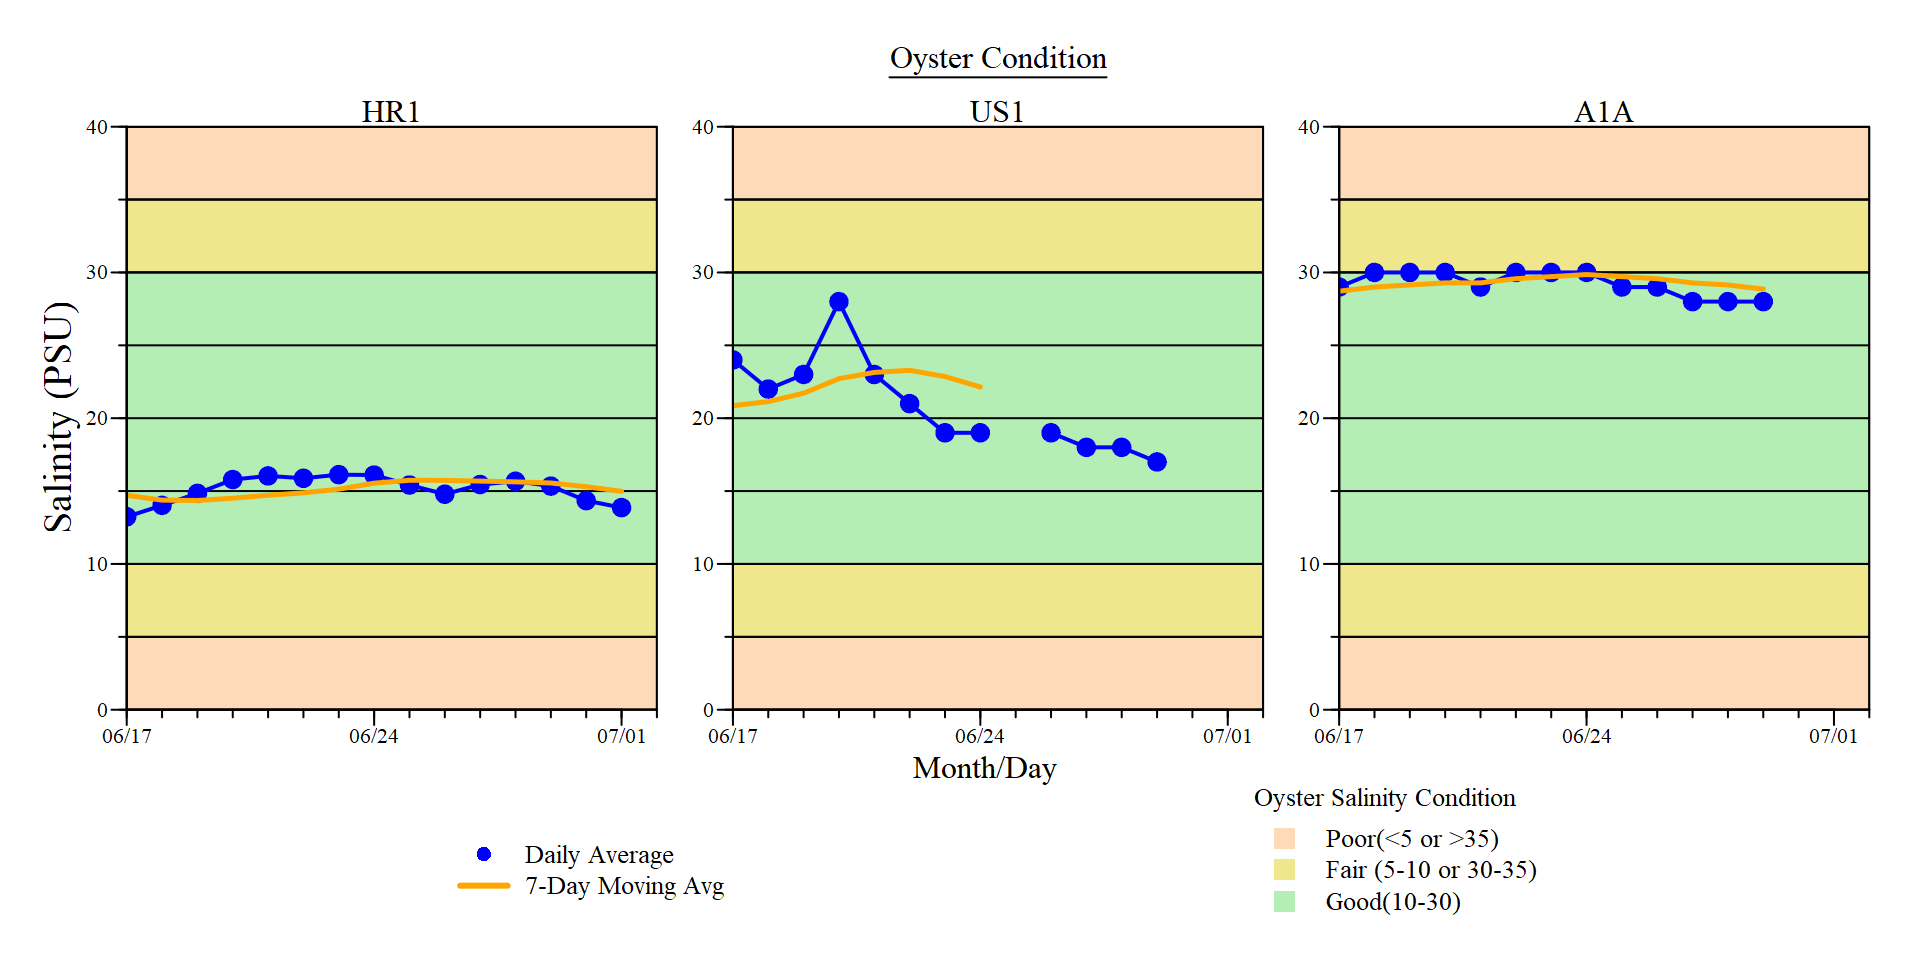 Oyster Condition
HR1
US1
A1A
Salinity (PSU)
40
30
20
10
0
06/17
06/24
07/01
40
30
20
10
0
06/17
06/24
07/01
40
30
20
10
0
06/17
06/24
07/01
Month/Day
Daily Average
7-Day Moving Avg
Oyster Salinity Condition
Poor(<5 or >35)
Fair (5-10 or 30-35)
Good(10-30)